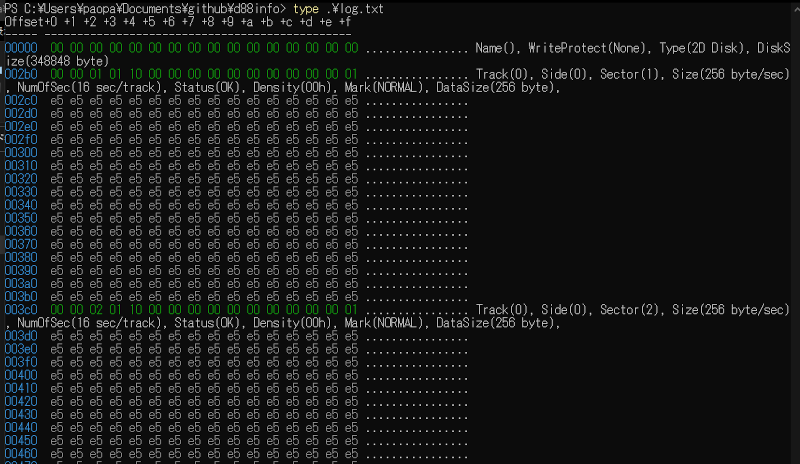 PS C:¥Users¥paopa¥Documents¥github¥d88info> type .¥log.txt
Offset+0 +1 +2 +3 +4 +5 +6 +7 +8 +9 +a +b +c +d +e +f
------ -----------------------------------------------
00000  00 00 00 00 00 00 00 00 00 00 00 00 00 00 00 00 ................ Name(), WriteProtect(None), Type(2D Disk), DiskS
ize(348848 byte)
002b0  00 00 01 01 10 00 00 00 00 00 00 00 00 00 00 01 ................ Track(0), Side(0), Sector(1), Size(256 byte/sec)
, NumOfSec(16 sec/track), Status(OK), Density(00h), Mark(NORMAL), DataSize(256 byte),
002c0  e5 e5 e5 e5 e5 e5 e5 e5 e5 e5 e5 e5 e5 e5 e5 e5 ................
002d0  e5 e5 e5 e5 e5 e5 e5 e5 e5 e5 e5 e5 e5 e5 e5 e5 ................
002e0  e5 e5 e5 e5 e5 e5 e5 e5 e5 e5 e5 e5 e5 e5 e5 e5 ................
002f0  e5 e5 e5 e5 e5 e5 e5 e5 e5 e5 e5 e5 e5 e5 e5 e5 ................
00300  e5 e5 e5 e5 e5 e5 e5 e5 e5 e5 e5 e5 e5 e5 e5 e5 ................
00310  e5 e5 e5 e5 e5 e5 e5 e5 e5 e5 e5 e5 e5 e5 e5 e5 ................
00320  e5 e5 e5 e5 e5 e5 e5 e5 e5 e5 e5 e5 e5 e5 e5 e5 ................
00330  e5 e5 e5 e5 e5 e5 e5 e5 e5 e5 e5 e5 e5 e5 e5 e5 ................
00340  e5 e5 e5 e5 e5 e5 e5 e5 e5 e5 e5 e5 e5 e5 e5 e5 ................
00350  e5 e5 e5 e5 e5 e5 e5 e5 e5 e5 e5 e5 e5 e5 e5 e5 ................
00360  e5 e5 e5 e5 e5 e5 e5 e5 e5 e5 e5 e5 e5 e5 e5 e5 ................
00370  e5 e5 e5 e5 e5 e5 e5 e5 e5 e5 e5 e5 e5 e5 e5 e5 ................
00380  e5 e5 e5 e5 e5 e5 e5 e5 e5 e5 e5 e5 e5 e5 e5 e5 ................
00390  e5 e5 e5 e5 e5 e5 e5 e5 e5 e5 e5 e5 e5 e5 e5 e5 ................
003a0  e5 e5 e5 e5 e5 e5 e5 e5 e5 e5 e5 e5 e5 e5 e5 e5 ................
003b0  e5 e5 e5 e5 e5 e5 e5 e5 e5 e5 e5 e5 e5 e5 e5 e5 ................
003c0  00 00 02 01 10 00 00 00 00 00 00 00 00 00 00 01 ................ Track(0), Side(0), Sector(2), Size(256 byte/sec)
, NumOfSec(16 sec/track), Status(OK), Density(00h), Mark(NORMAL), DataSize(256 byte),
003d0  e5 e5 e5 e5 e5 e5 e5 e5 e5 e5 e5 e5 e5 e5 e5 e5 ................
003e0  e5 e5 e5 e5 e5 e5 e5 e5 e5 e5 e5 e5 e5 e5 e5 e5 ................
003f0  e5 e5 e5 e5 e5 e5 e5 e5 e5 e5 e5 e5 e5 e5 e5 e5 ................
00400  e5 e5 e5 e5 e5 e5 e5 e5 e5 e5 e5 e5 e5 e5 e5 e5 ................
00410  e5 e5 e5 e5 e5 e5 e5 e5 e5 e5 e5 e5 e5 e5 e5 e5 ................
00420  e5 e5 e5 e5 e5 e5 e5 e5 e5 e5 e5 e5 e5 e5 e5 e5 ................
00430  e5 e5 e5 e5 e5 e5 e5 e5 e5 e5 e5 e5 e5 e5 e5 e5 ................
00440  e5 e5 e5 e5 e5 e5 e5 e5 e5 e5 e5 e5 e5 e5 e5 e5 ................
00450  e5 e5 e5 e5 e5 e5 e5 e5 e5 e5 e5 e5 e5 e5 e5 e5 ................
00460  e5 e5 e5 e5 e5 e5 e5 e5 e5 e5 e5 e5 e5 e5 e5 e5 ................